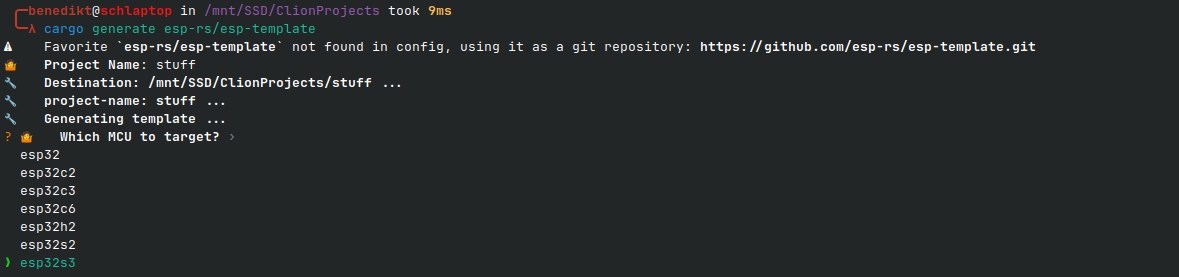 benedikt@schlaptop in /mnt/SSD/ClionProjects took 9ms
λ cargo generate esp-rs/esp-template
Favorite `esp-rs/esp-template` not found in config, using it as a git repository: https://github.com/esp-rs/esp-template.git
Project Name: stuff
Destination: /mnt/SSD/ClionProjects/stuff ...
project-name: stuff ...
Generating template ...
? Which MCU to target? ›
esp32
esp32c2
esp32c3
esp32c6
esp32h2
esp32s2
❯ esp32s3